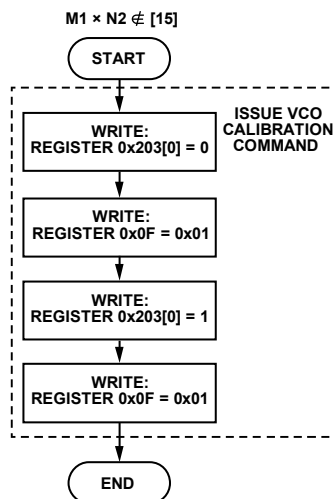 M1 × N2 ∉ [15]
START
ISSUE VCO
CALIBRATION
COMMAND
WRITE:
REGISTER 0x203[0] = 0
WRITE:
REGISTER 0x0F = 0x01
WRITE:
REGISTER 0x203[0] = 1
WRITE:
REGISTER 0x0F = 0x01
END